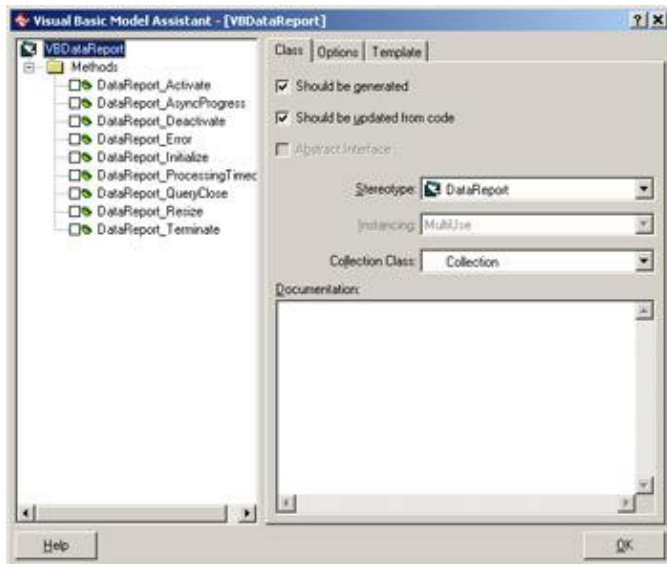 Visual Basic Model Assistant - [VBDataReport]
VBDataReport
Methods
DataReport_Activate
DataReport_AsyncProgress
DataReport_Deactivate
DataReport_Error
DataReport_Initialize
DataReport_ProcessingTimeo
DataReport_QueryClose
DataReport_Resize
DataReport_Terminate
Class
Options
Template
Should be generated
Should be updated from code
Abstract Interface
Stereotype: DataReport
Instancing: MultiUse
Collection Class: Collection
Documentation:
Help
OK